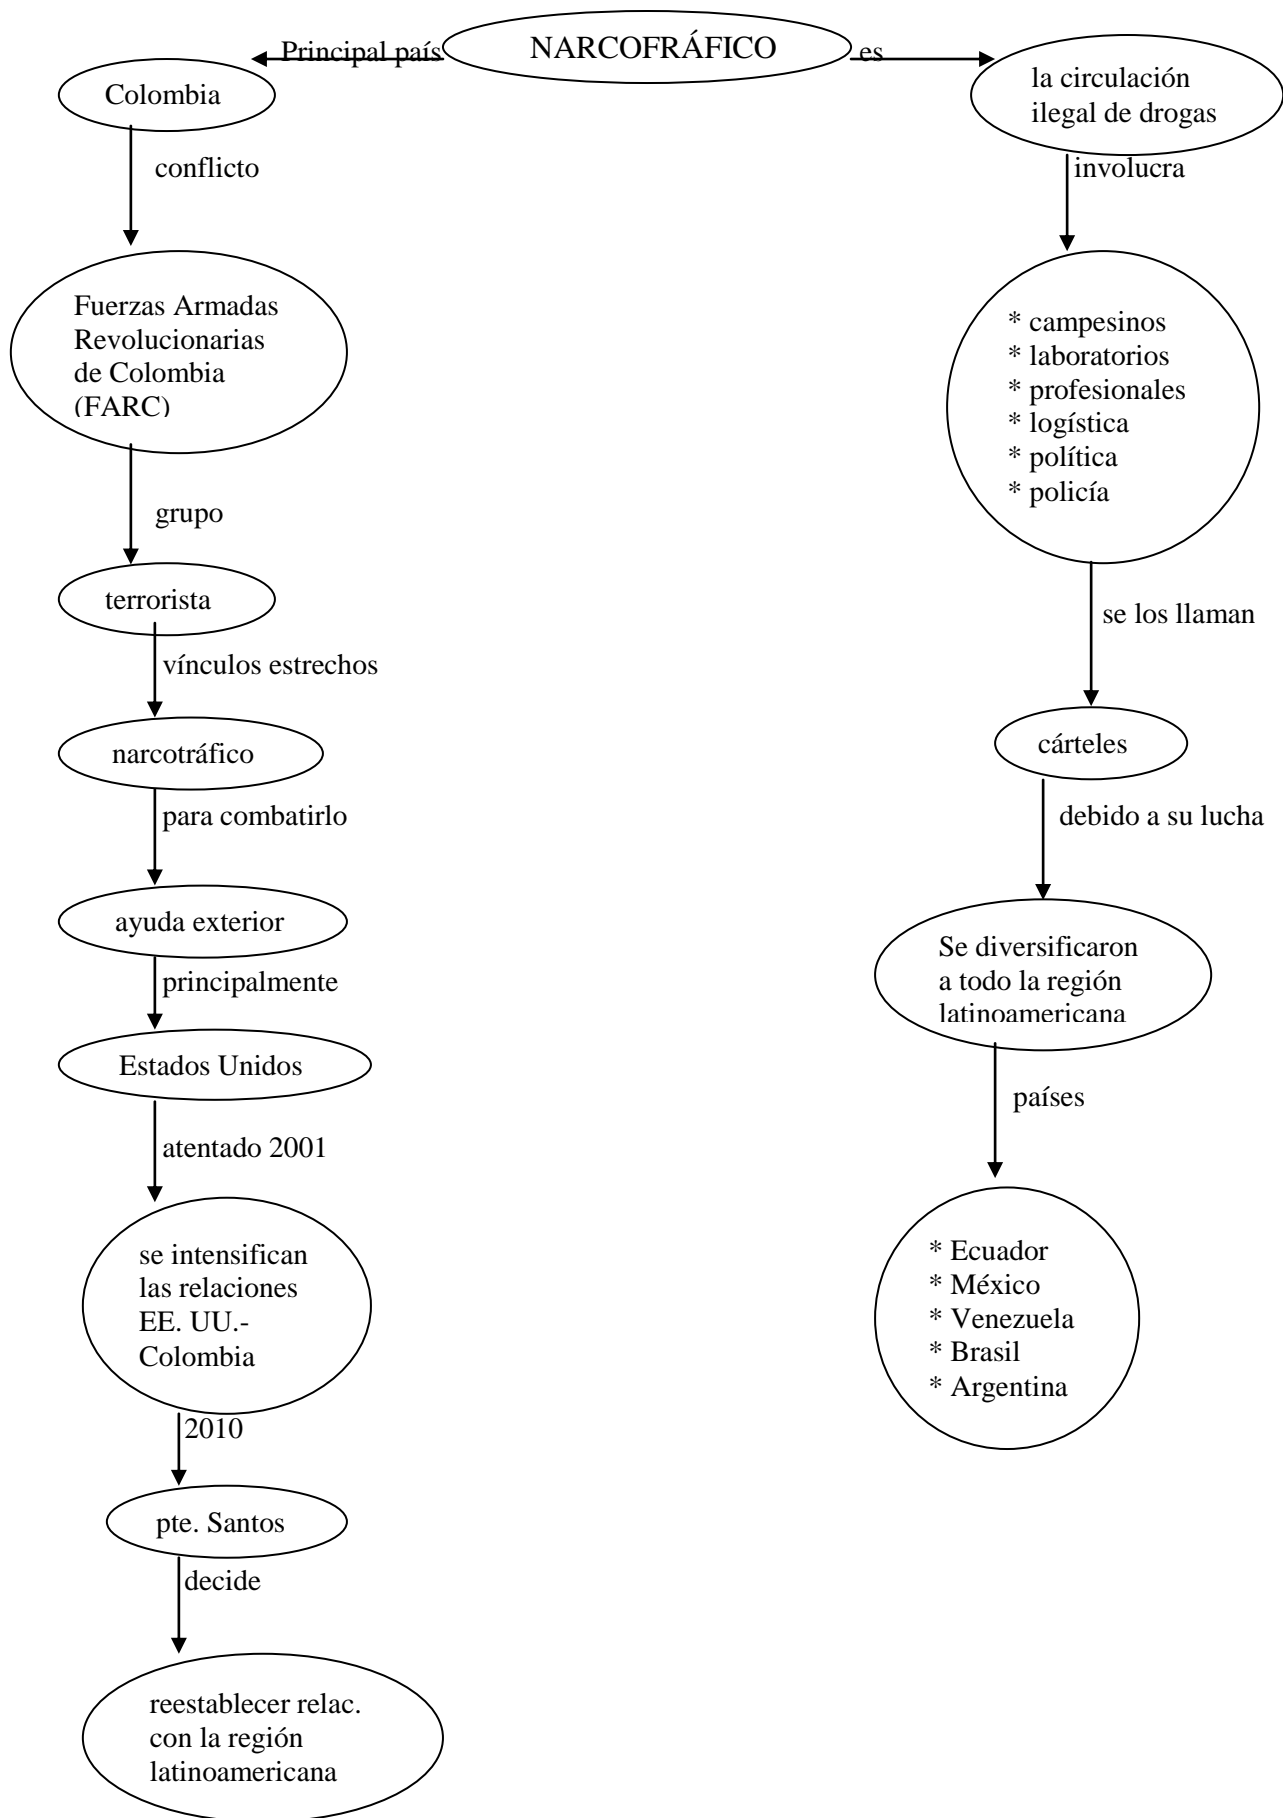 NARCOFRÁFICO
Principal país
es
Colombia
la circulación
ilegal de drogas
conflicto
involucra
Fuerzas Armadas
Revolucionarias
de Colombia
(FARC)
* campesinos
* laboratorios
* profesionales
* logística
* política
* policía
grupo
terrorista
se los llaman
vínculos estrechos
narcotráfico
cárteles
para combatirlo
debido a su lucha
ayuda exterior
Se diversificaron
a todo la región
latinoamericana
principalmente
Estados Unidos
países
atentado 2001
se intensifican
las relaciones
EE. UU.-
Colombia
* Ecuador
* México
* Venezuela
* Brasil
* Argentina
2010
pte. Santos
decide
reestablecer relac.
con la región
latinoamericana